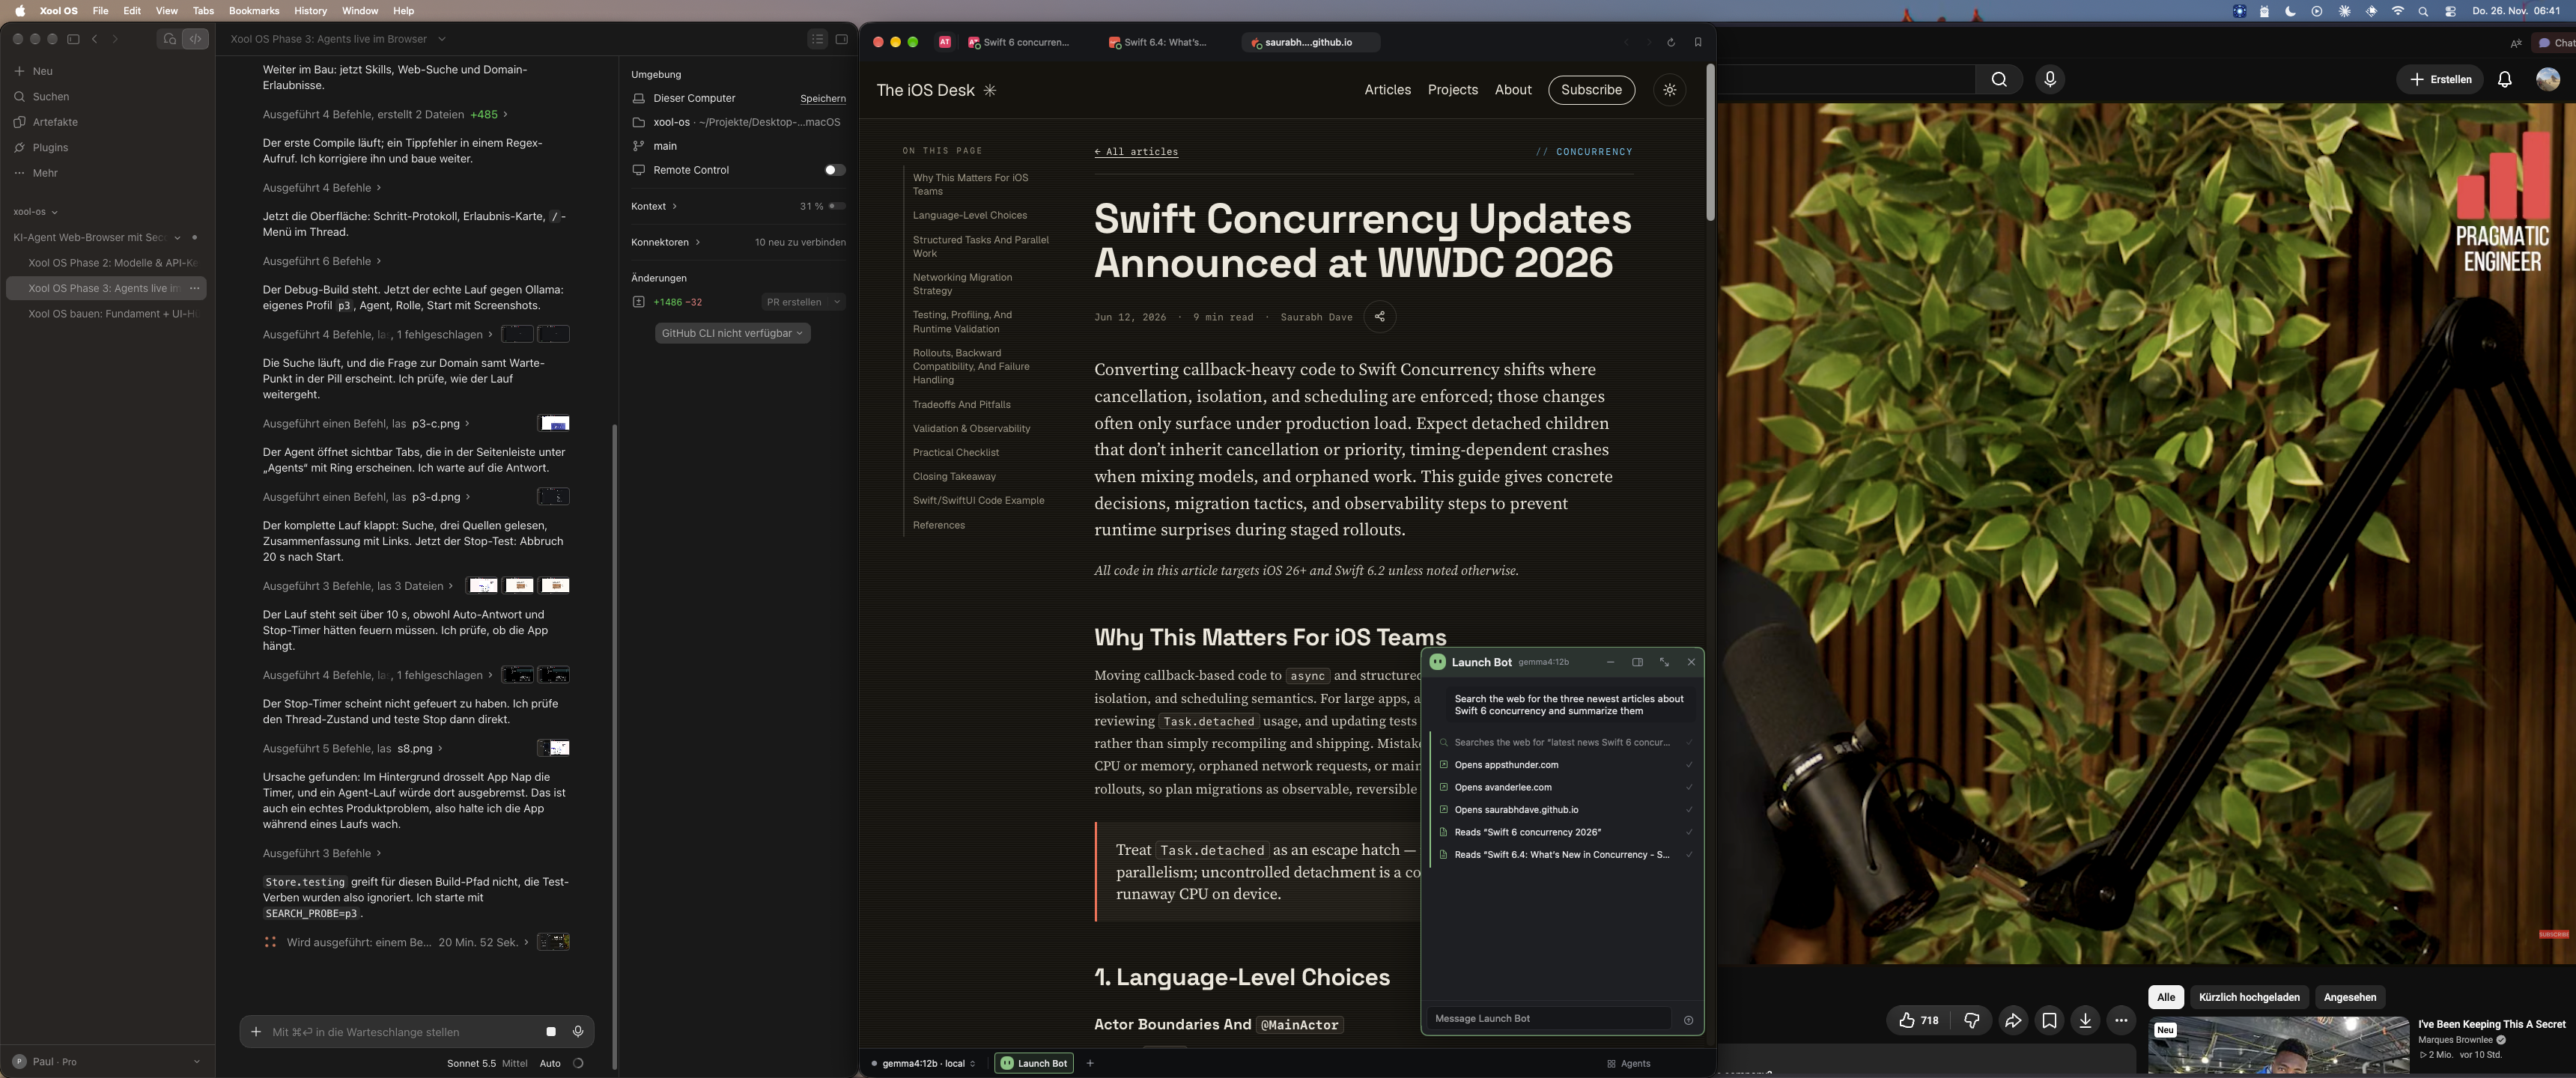 Xool OS File Edit View Tabs Bookmarks History Window Help
Do. 26. Nov. 06:41
Neu
Suchen
Artefakte
Plugins
Mehr
xool-os
KI-Agent Web-Browser mit Sec
Xool OS Phase 2: Modelle & API-Ke
Xool OS Phase 3: Agents live im
Xool OS bauen: Fundament + UI-Hü
P Paul · Pro
Xool OS Phase 3: Agents live im Browser
Weiter im Bau: jetzt Skills, Web-Suche und Domain-
Erlaubnisse.
Ausgeführt 4 Befehle, erstellt 2 Dateien +485
Der erste Compile läuft; ein Tippfehler in einem Regex-
Aufruf. Ich korrigiere ihn und baue weiter.
Ausgeführt 4 Befehle
Jetzt die Oberfläche: Schritt-Protokoll, Erlaubnis-Karte, / -
Menü im Thread.
Ausgeführt 6 Befehle
Der Debug-Build steht. Jetzt der echte Lauf gegen Ollama:
eigenes Profil p3, Agent, Rolle, Start mit Screenshots.
Ausgeführt 4 Befehle, la 1 fehlgeschlagen
Die Suche läuft, und die Frage zur Domain samt Warte-
Punkt in der Pill erscheint. Ich prüfe, wie der Lauf
weitergeht.
Ausgeführt einen Befehl, las p3-c.png
Der Agent öffnet sichtbar Tabs, die in der Seitenleiste unter
„Agents“ mit Ring erscheinen. Ich warte auf die Antwort.
Ausgeführt einen Befehl, las p3-d.png
Der komplette Lauf klappt: Suche, drei Quellen gelesen,
Zusammenfassung mit Links. Jetzt der Stop-Test: Abbruch
20 s nach Start.
Ausgeführt 3 Befehle, las 3 Dateien
Der Lauf steht seit über 10 s, obwohl Auto-Antwort und
Stop-Timer hätten feuern müssen. Ich prüfe, ob die App
hängt.
Ausgeführt 4 Befehle, la 1 fehlgeschlagen
Der Stop-Timer scheint nicht gefeuert zu haben. Ich prüfe
den Thread-Zustand und teste Stop dann direkt.
Ausgeführt 5 Befehle, las s8.png
Ursache gefunden: Im Hintergrund drosselt App Nap die
Timer, und ein Agent-Lauf würde dort ausgebremst. Das ist
auch ein echtes Produktproblem, also halte ich die App
während eines Laufs wach.
Ausgeführt 3 Befehle
Store.testing greift für diesen Build-Pfad nicht, die Test-
Verben wurden also ignoriert. Ich starte mit
SEARCH_PROBE=p3.
Wird ausgeführt: einem Be... 20 Min. 52 Sek.
Mit ⌘⏎ in die Warteschlange stellen
Sonnet 5.5 Mittel Auto
Umgebung
Dieser Computer Speichern
xool-os · ~/Projekte/Desktop-...macOS
main
Remote Control
Kontext 31 %
Konnektoren 10 neu zu verbinden
Änderungen
+1486 −32 PR erstellen
GitHub CLI nicht verfügbar
AT
Swift 6 concurren...
Swift 6.4: What's...
saurabh....github.io
The iOS Desk
Articles Projects About Subscribe
ON THIS PAGE
Why This Matters For iOS
Teams
Language-Level Choices
Structured Tasks And Parallel
Work
Networking Migration
Strategy
Testing, Profiling, And
Runtime Validation
Rollouts, Backward
Compatibility, And Failure
Handling
Tradeoffs And Pitfalls
Validation & Observability
Practical Checklist
Closing Takeaway
Swift/SwiftUI Code Example
References
← All articles
// CONCURRENCY
Swift Concurrency Updates
Announced at WWDC 2026
Jun 12, 2026 · 9 min read · Saurabh Dave
Converting callback-heavy code to Swift Concurrency shifts where
cancellation, isolation, and scheduling are enforced; those changes
often only surface under production load. Expect detached children
that don’t inherit cancellation or priority, timing-dependent crashes
when mixing models, and orphaned work. This guide gives concrete
decisions, migration tactics, and observability steps to prevent
runtime surprises during staged rollouts.
All code in this article targets iOS 26+ and Swift 6.2 unless noted otherwise.
Why This Matters For iOS Teams
Moving callback-based code to async and structured
isolation, and scheduling semantics. For large apps, a
reviewing Task.detached usage, and updating tests
rather than simply recompiling and shipping. Mistake
CPU or memory, orphaned network requests, or main
rollouts, so plan migrations as observable, reversible
Treat Task.detached as an escape hatch —
parallelism; uncontrolled detachment is a co
runaway CPU on device.
1. Language-Level Choices
Actor Boundaries And @MainActor
Launch Bot gemma4:12b
Search the web for the three newest articles about
Swift 6 concurrency and summarize them
Searches the web for “latest news Swift 6 concur...
Opens appsthunder.com
Opens avanderlee.com
Opens saurabhdave.github.io
Reads “Swift 6 concurrency 2026”
Reads “Swift 6.4: What's New in Concurrency - S...
Message Launch Bot
gemma4:12b · local
Launch Bot
Agents
Chat
Erstellen
PRAGMATIC
ENGINEER
SUBSCRIBE
718
Alle Kürzlich hochgeladen Angesehen
Neu
I've Been Keeping This A Secret
Marques Brownlee
2 Mio. vor 10 Std.